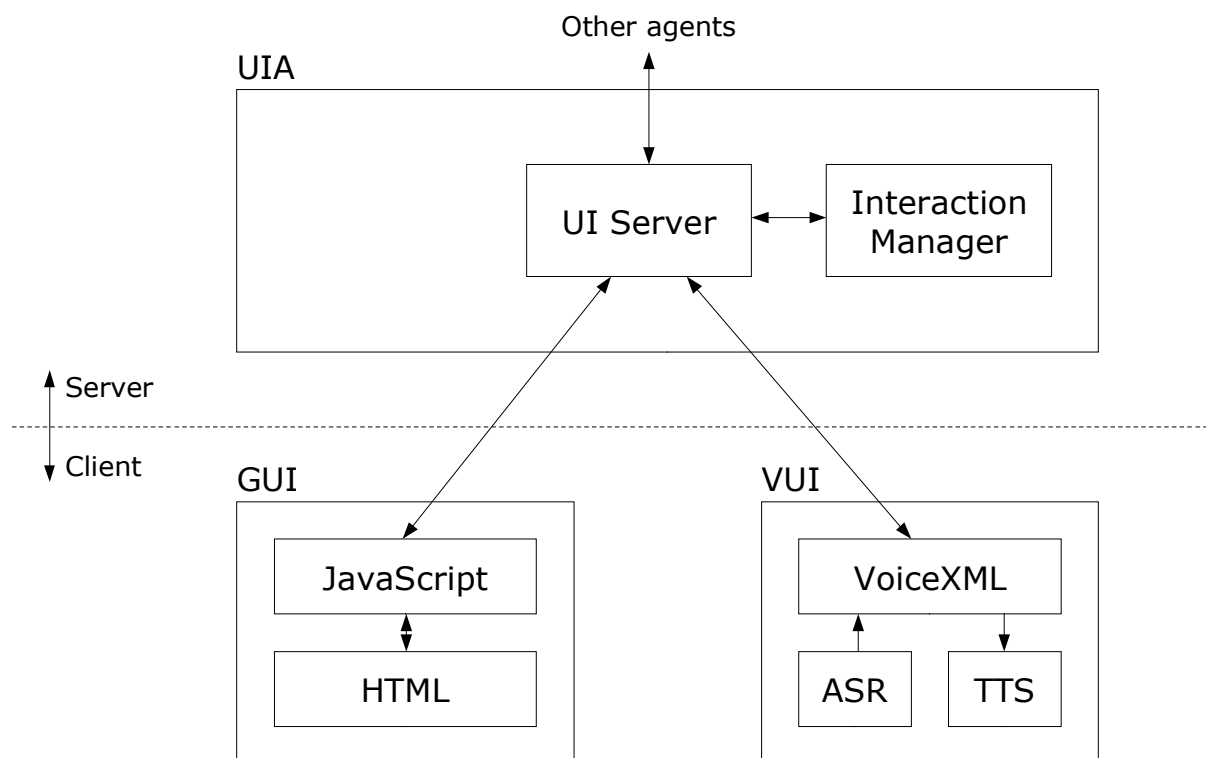 Other agents
UIA
UI Server
Interaction
Manager
Server
Client
GUI
VUI
JavaScript
VoiceXML
HTML
ASR
TTS